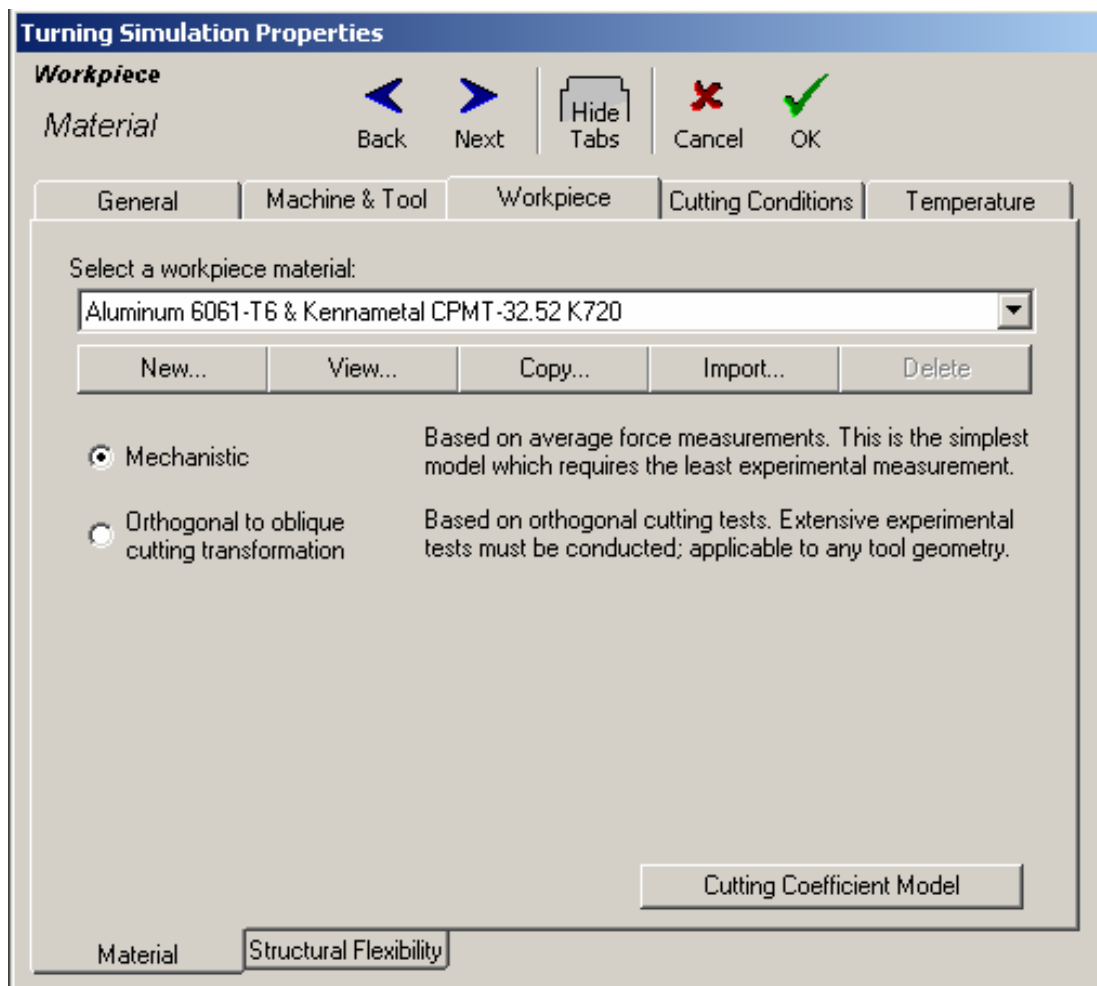 Turning Simulation Properties
Workpiece
Material
Back
Next
Hide
Tabs
Cancel
OK
General
Machine & Tool
Workpiece
Cutting Conditions
Temperature
Select a workpiece material:
Aluminum 6061-T6 & Kennametal CPMT-32.52 K720
New...
View...
Copy...
Import...
Delete
Mechanistic
Based on average force measurements. This is the simplest
model which requires the least experimental measurement.
Orthogonal to oblique
cutting transformation
Based on orthogonal cutting tests. Extensive experimental
tests must be conducted; applicable to any tool geometry.
Cutting Coefficient Model
Material
Structural Flexibility